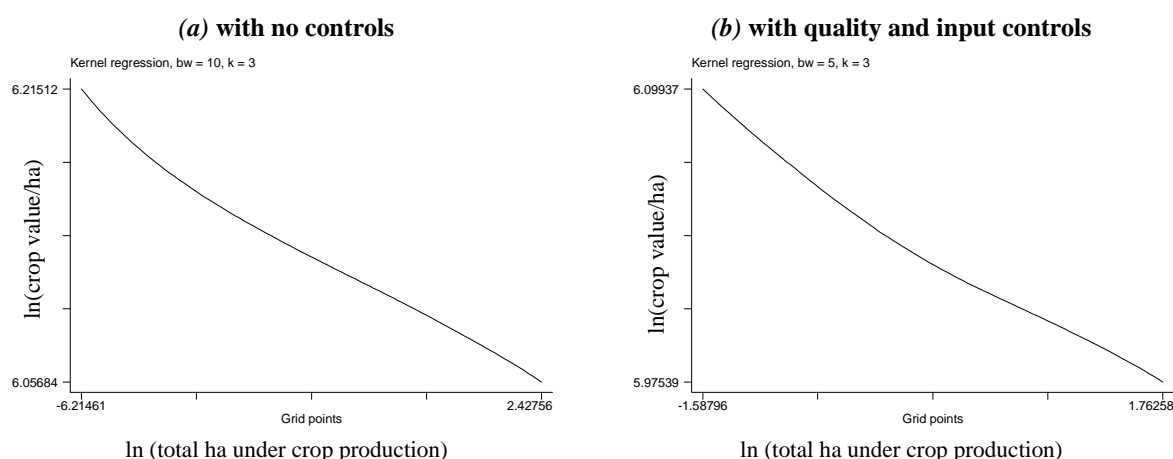 (a) with no controls
Kernel regression, bw = 10, k = 3
6.21512
ln(crop value/ha)
6.05684
-6.21461
2.42756
Grid points
ln (total ha under crop production)
(b) with quality and input controls
Kernel regression, bw = 5, k = 3
6.09937
ln(crop value/ha)
5.97539
-1.58796
1.76258
Grid points
ln (total ha under crop production)